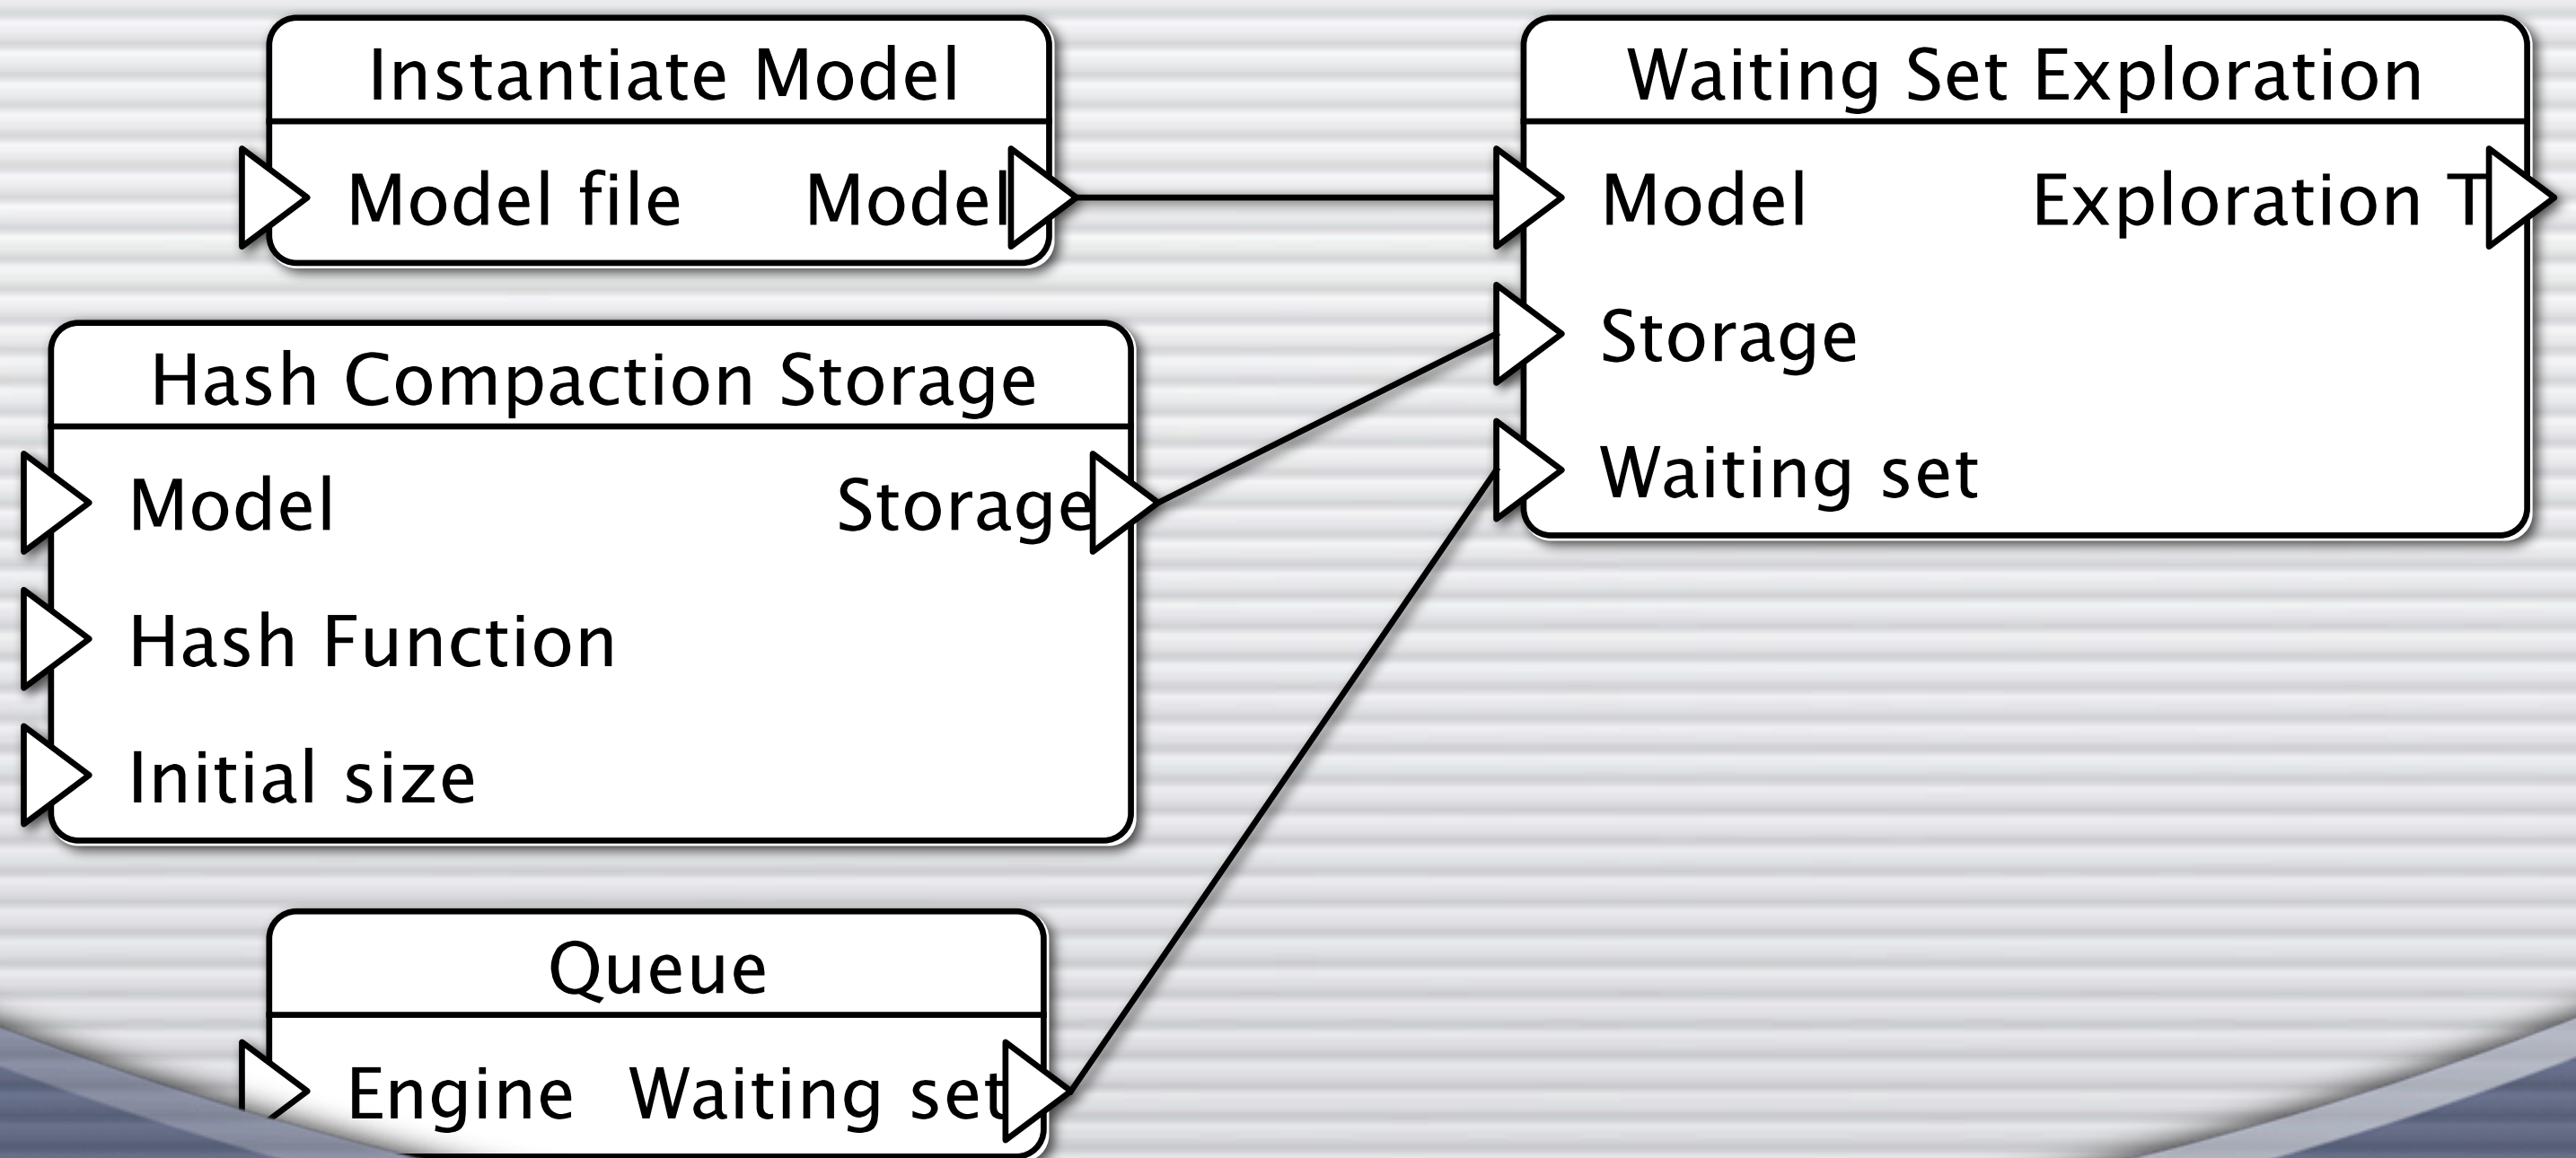 Instantiate Model
Model file Model
Hash Compaction Storage
Model Storage
Hash Function
Initial size
Queue
Engine Waiting set
Waiting Set Exploration
Model Exploration T
Storage
Waiting set